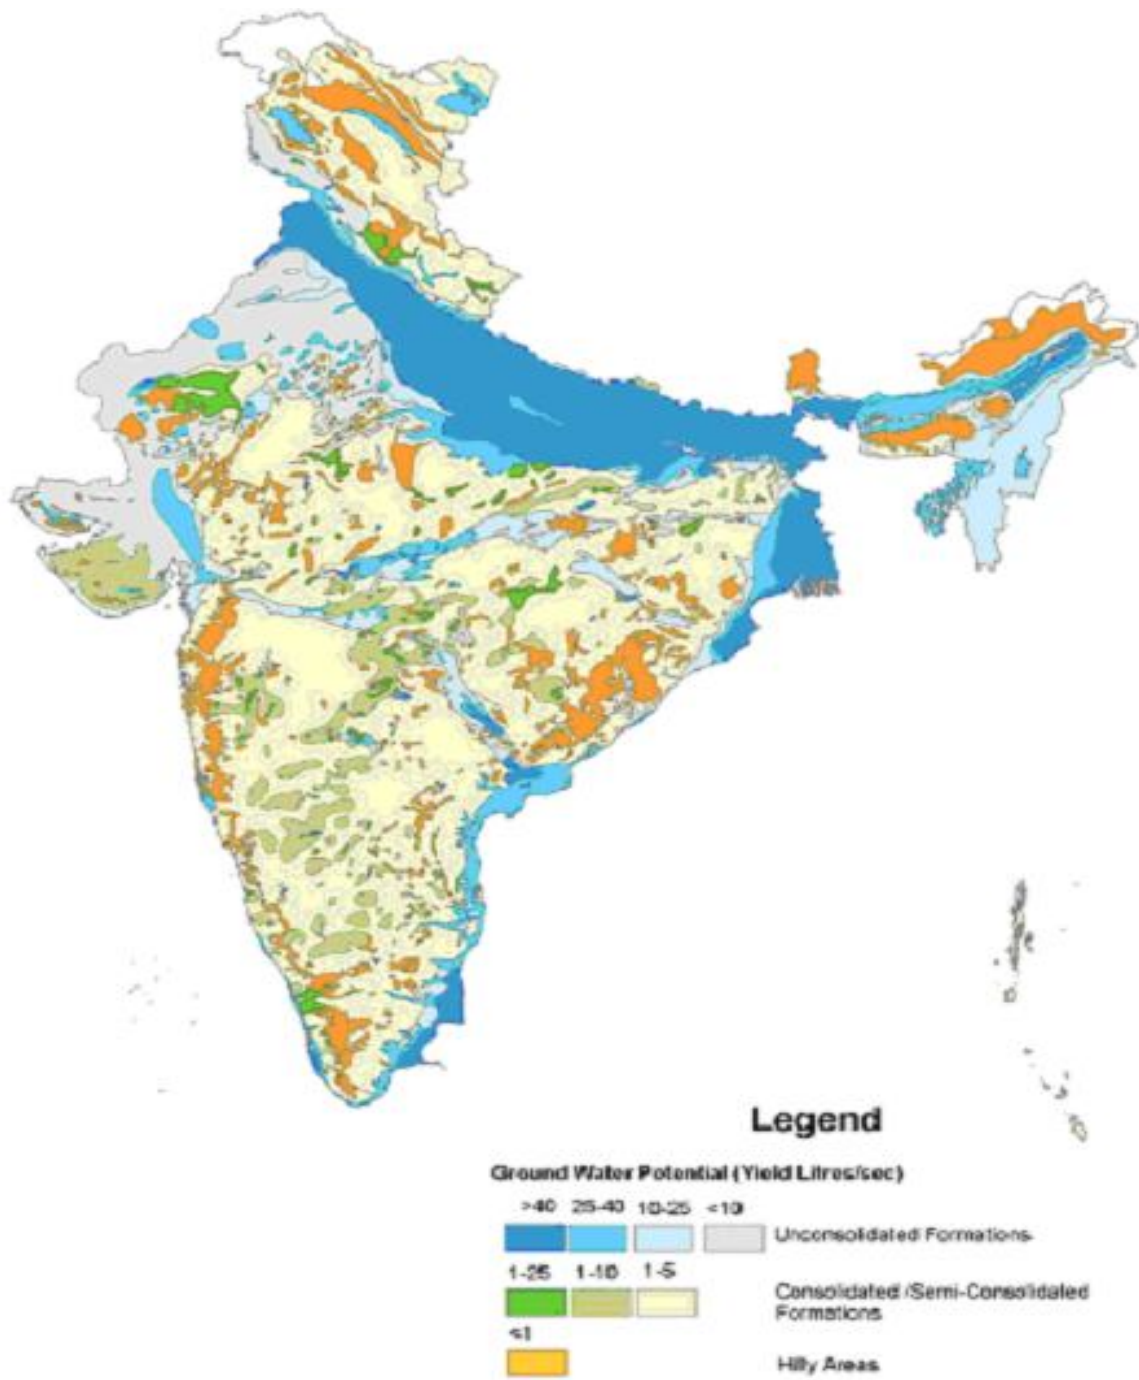 Legend
Ground Water Potential (Yield Litres/sec)
>40 25-40 10-25 <10
Unconsolidated Formations
1-25 1-10 1-5
Consolidated /Semi-Consolidated
Formations
≤1
Hilly Areas